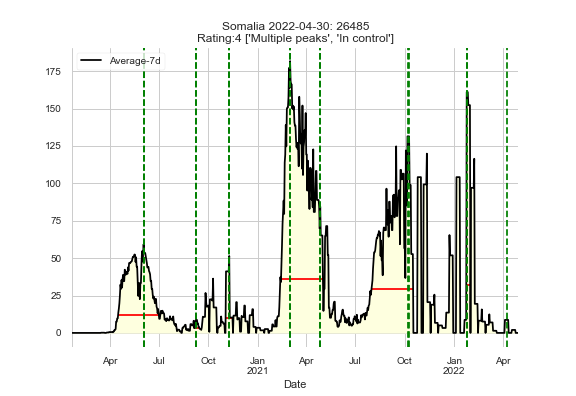 Somalia 2022-04-30: 26485
Rating:4 ['Multiple peaks', 'In control']
Average-7d
175
150
125
100
75
50
25
0
Apr Jul Oct Jan Apr Jul Oct Jan Apr
2021 2022
Date